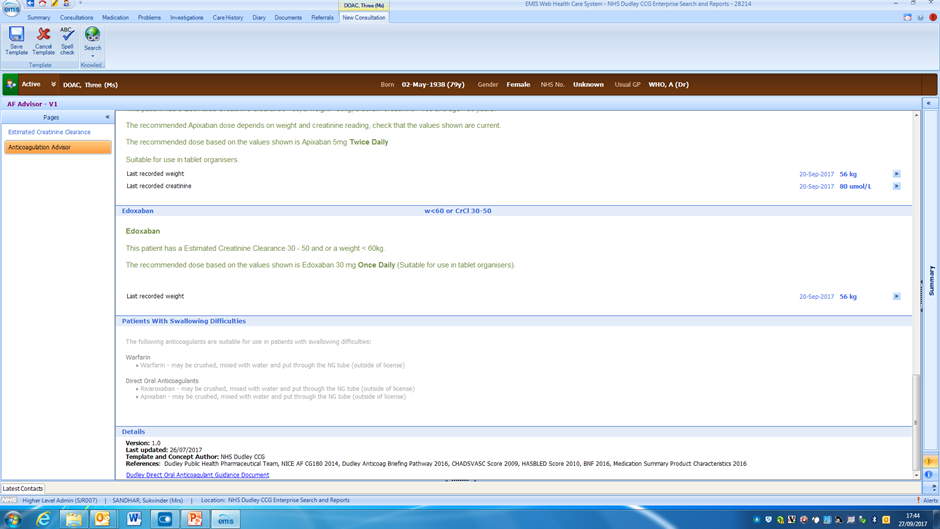 DDAC, Three (Ms)
EMIS Web Health Care System - NHS Dudley CCG Enterprise Search and Reports - 28214
emis
Summary Consultations Medication Problems Investigations Care History Diary Documents Referrals New Consultation
Save Template
Cancel Template
ABC
Spell check
Search
Template
Knowled...
Active DDAC, Three (Ms) Born 02-May-1938 (79y) Gender Female NHS No. Unknown Usual GP WHO, A (Dr)
AF Advisor - V1
Pages
Estimated Creatinine Clearance
Anticoagulation Advisor
The recommended Apixaban dose depends on weight and creatinine reading, check that the values shown are current.
The recommended dose based on the values shown is Apixaban 5mg Twice Daily
Suitable for use in tablet organisers.
Last recorded weight 20-Sep-2017 56 kg
Last recorded creatinine 20-Sep-2017 80 umol/L
Edoxaban w<60 or CrCl 30-50
Edoxaban
This patient has a Estimated Creatinine Clearance 30 - 50 and or a weight < 60kg.
The recommended dose based on the values shown is Edoxaban 30 mg Once Daily (Suitable for use in tablet organisers).
Last recorded weight 20-Sep-2017 56 kg
Patients With Swallowing Difficulties
The following anticoagulants are suitable for use in patients with swallowing difficulties:
Warfarin
• Warfarin - may be crushed, mixed with water and put through the NG tube (outside of license)
Direct Oral Anticoagulants
• Rivaroxaban - may be crushed, mixed with water and put through the NG tube (outside of license)
• Apixaban - may be crushed, mixed with water and put through the NG tube (outside of license)
Details
Version: 1.0
Last updated: 26/07/2017
Template and Concept Author: NHS Dudley CCG
References: Dudley Public Health Pharmaceutical Team, NICE AF CG180 2014, Dudley Anticoag Briefing Pathway 2016, CHADSVASC Score 2009, HASBLED Score 2010, BNF 2016, Medication Summary Product Characteristics 2016
Dudley Direct Oral Anticoagulant Guidance Document
Summary
Latest Contacts
NHS Higher Level Admin (S/R007) SANDHAR, Sukvinder (Mrs) Location: NHS Dudley CCG Enterprise Search and Reports Alerts
emis
17:44
27/09/2017